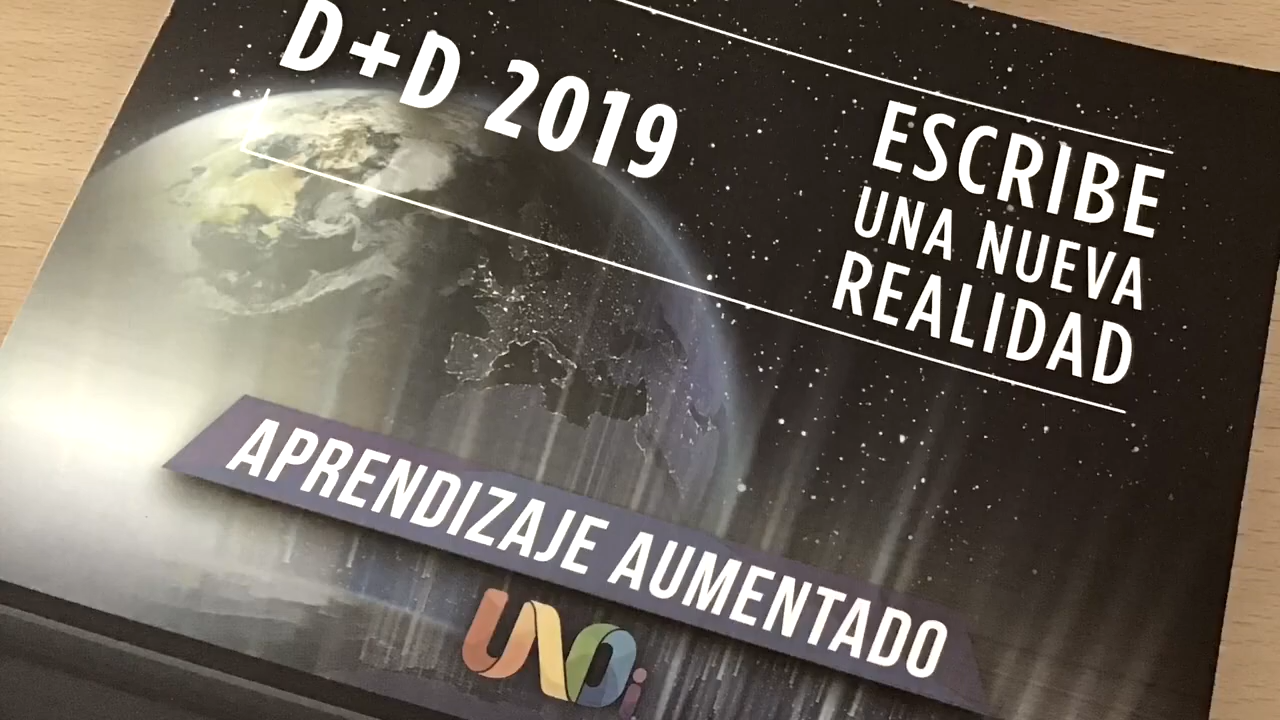 D+D 2019
ESCRIBE
UNA NUEVA
REALIDAD
APRENDIZAJE AUMENTADO
UNOi